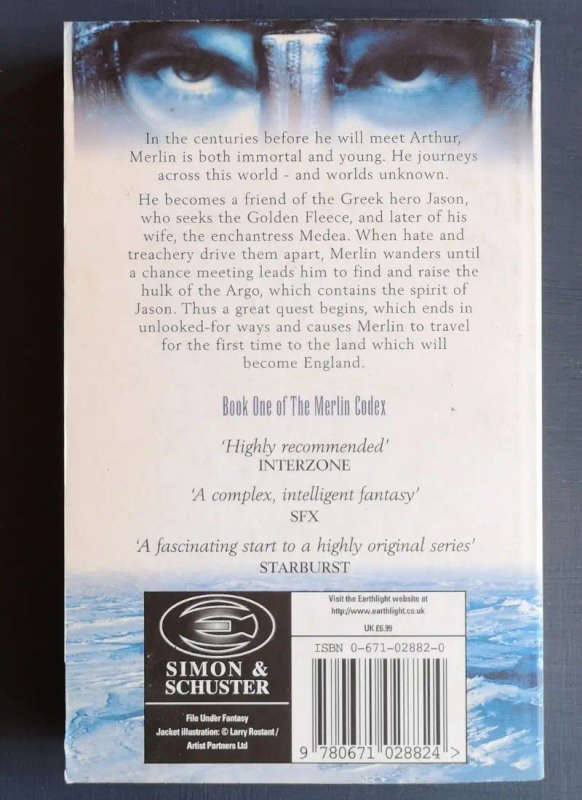 In the centuries before he will meet Arthur,
Merlin is both immortal and young. He journeys
across this world - and worlds unknown.
He becomes a friend of the Greek hero Jason,
who seeks the Golden Fleece, and later of his
wife, the enchantress Medea. When hate and
treachery drive them apart, Merlin wanders until
a chance meeting leads him to find and raise the
hulk of the Argo, which contains the spirit of
Jason. Thus a great quest begins, which ends in
unlooked-for ways and causes Merlin to travel
for the first time to the land which will
become England.
Book One of The Merlin Codex
'Highly recommended'
INTERZONE
'A complex, intelligent fantasy'
SFX
'A fascinating start to a highly original series'
STARBURST
SIMON &
SCHUSTER
File Under Fantasy
Jacket illustration: © Larry Rostant /
Artist Partners Ltd
Visit the Earthlight website at
http://www.earthlight.co.uk
UK £6.99
ISBN 0-671-02882-0
9 780671 028824 >